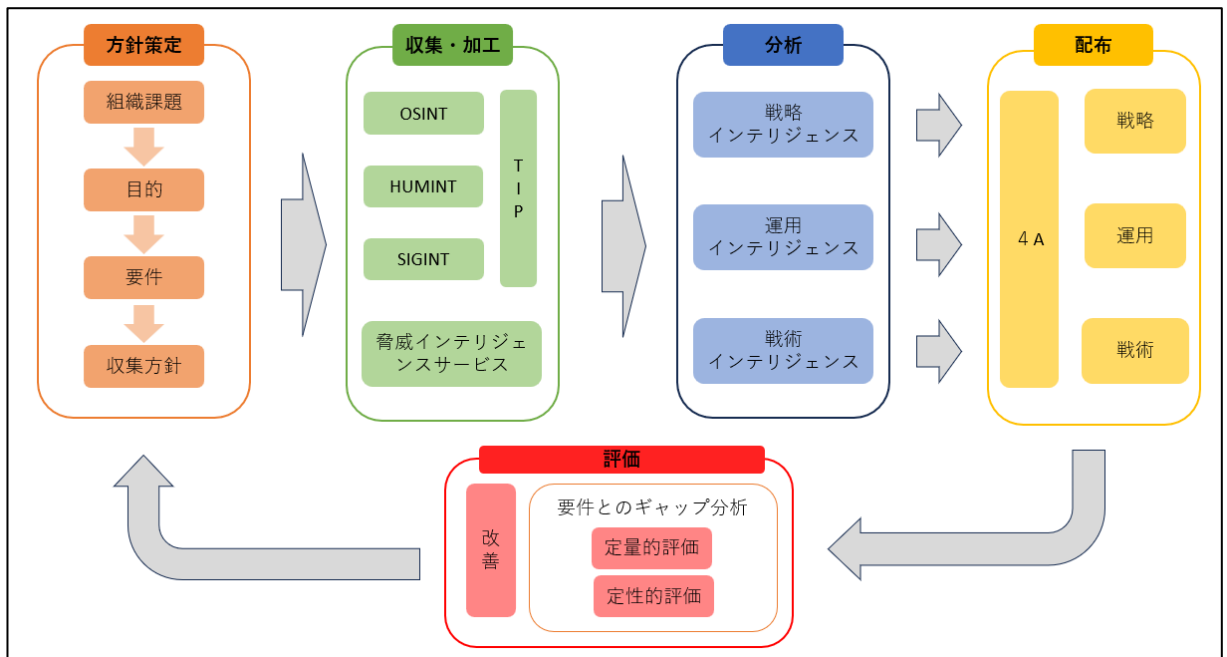 方針策定
組織課題
目的
要件
収集方針
収集・加工
OSINT
HUMINT
SIGINT
T
I
P
脅威インテリジェ
ンスサービス
分析
戦略
インテリジェンス
運用
インテリジェンス
戦術
インテリジェンス
配布
4 A
戦略
運用
戦術
評価
改
善
要件とのギャップ分析
定量的評価
定性的評価